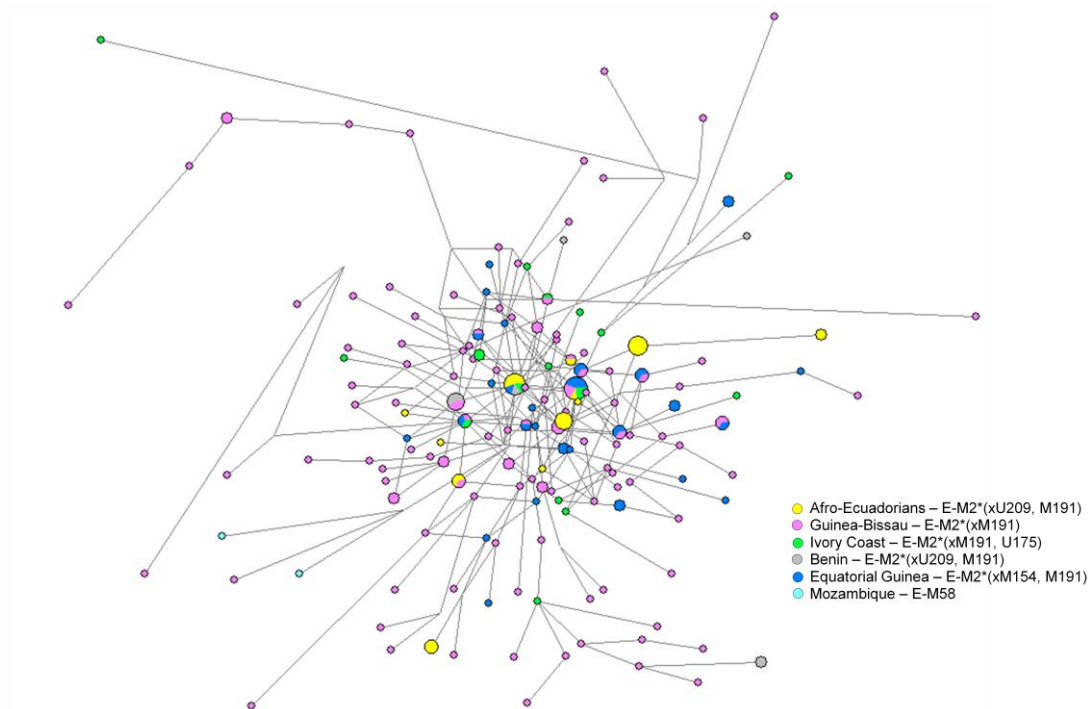 Afro-Ecuadorians – E-M2*(xU209, M191)
Guinea-Bissau – E-M2*(xM191)
Ivory Coast – E-M2*(xM191, U175)
Benin – E-M2*(xU209, M191)
Equatorial Guinea – E-M2*(xM154, M191)
Mozambique – E-M58